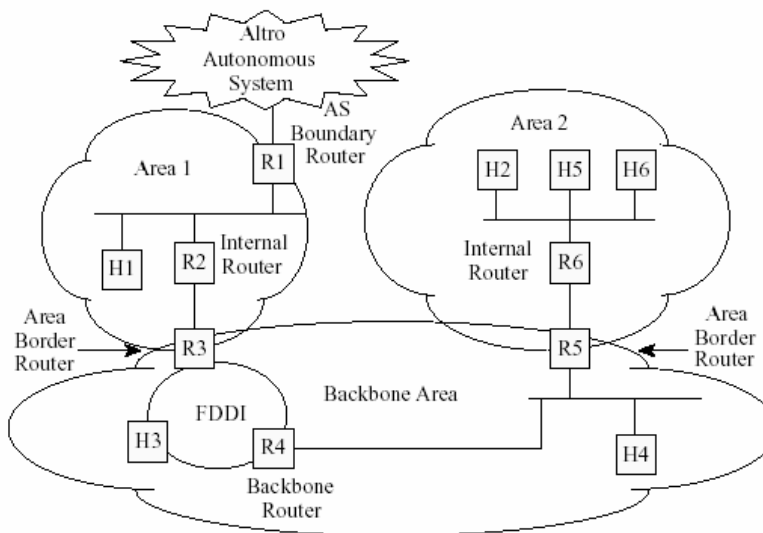 Altro
Autonomous
System
AS
Boundary
Router
R1
Area 1
Area 2
H2
H5
H6
H1
R2
Internal
Router
Internal
Router
R6
Area
Border
Router
R3
R5
Area
Border
Router
Backbone Area
FDDI
H3
R4
H4
Backbone
Router